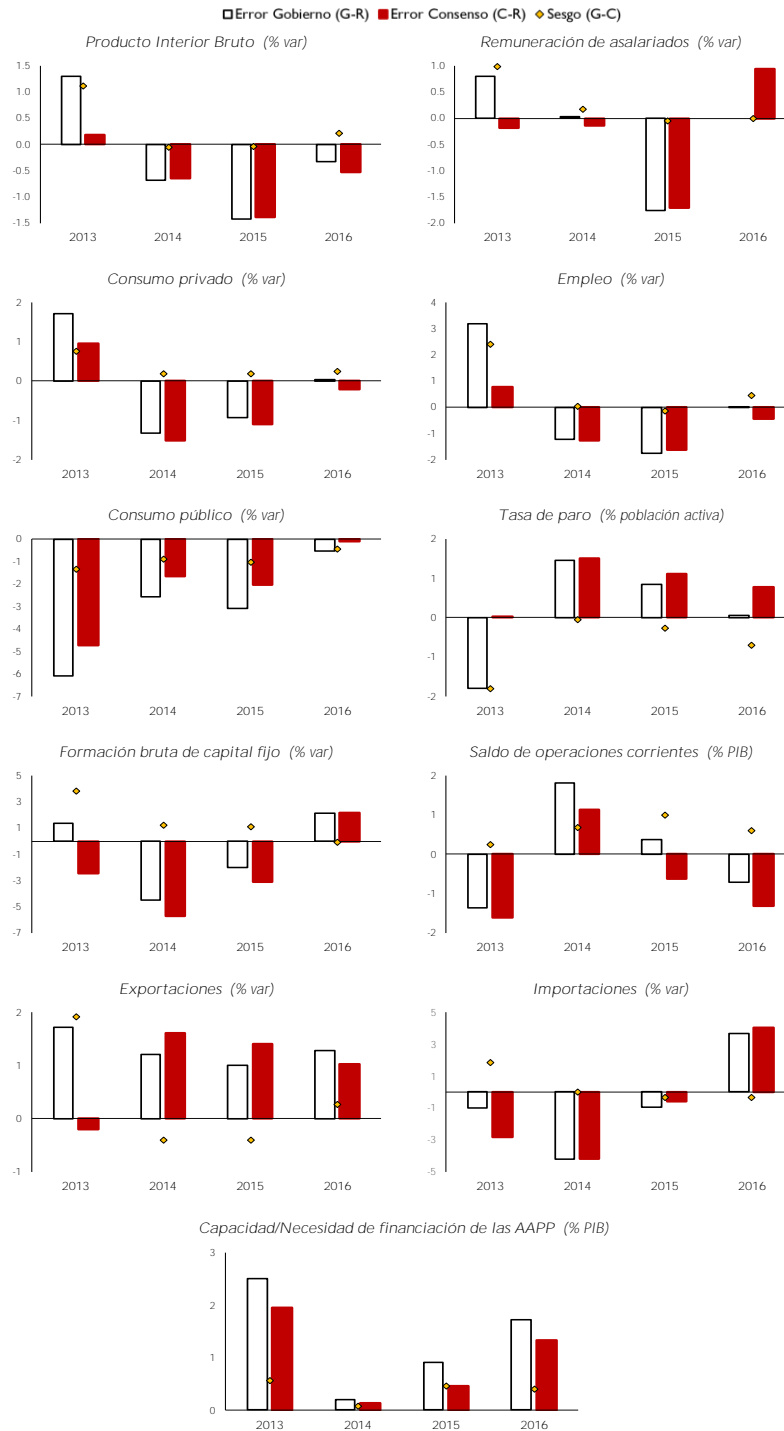 Error Gobierno (G-R) Error Consenso (C-R) Sesgo (G-C)
Producto Interior Bruto (% var)
1.5
1.0
0.5
0.0
-0.5
-1.0
-1.5
2013 2014 2015 2016
Remuneración de asalariados (% var)
1.0
0.5
0.0
-0.5
-1.0
-1.5
-2.0
2013 2014 2015 2016
Consumo privado (% var)
2
1
0
-1
-2
2013 2014 2015 2016
Empleo (% var)
4
3
2
1
0
-1
-2
2013 2014 2015 2016
Consumo público (% var)
0
-1
-2
-3
-4
-5
-6
-7
2013 2014 2015 2016
Tasa de paro (% población activa)
2
1
0
-1
-2
2013 2014 2015 2016
Formación bruta de capital fijo (% var)
5
3
1
-1
-3
-5
-7
2013 2014 2015 2016
Saldo de operaciones corrientes (% PIB)
2
1
0
-1
-2
2013 2014 2015 2016
Exportaciones (% var)
2
1
0
-1
2013 2014 2015 2016
Importaciones (% var)
5
3
1
-1
-3
-5
2013 2014 2015 2016
Capacidad/Necesidad de financiación de las AAPP (% PIB)
3
2
1
0
2013 2014 2015 2016